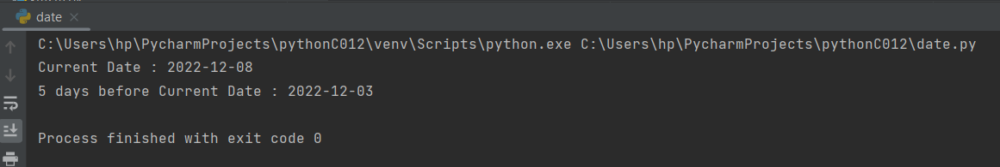 date
C:\Users\hp\PycharmProjects\pythonC012\venv\Scripts\python.exe C:\Users\hp\PycharmProjects\pythonC012\date.py
Current Date : 2022-12-08
5 days before Current Date : 2022-12-03
Process finished with exit code 0